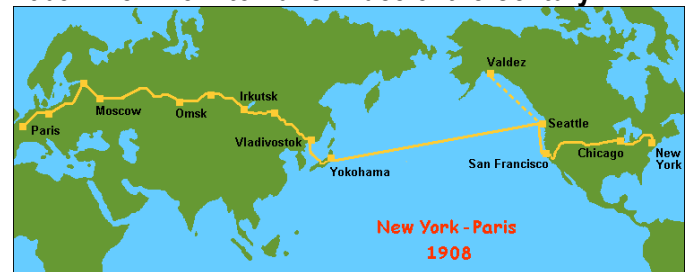 Valdez
Irkutsk
Moscow
Omsk
Seattle
Paris
Vladivostok
Chicago
New
York
San Francisco
Yokohama
New York - Paris
1908